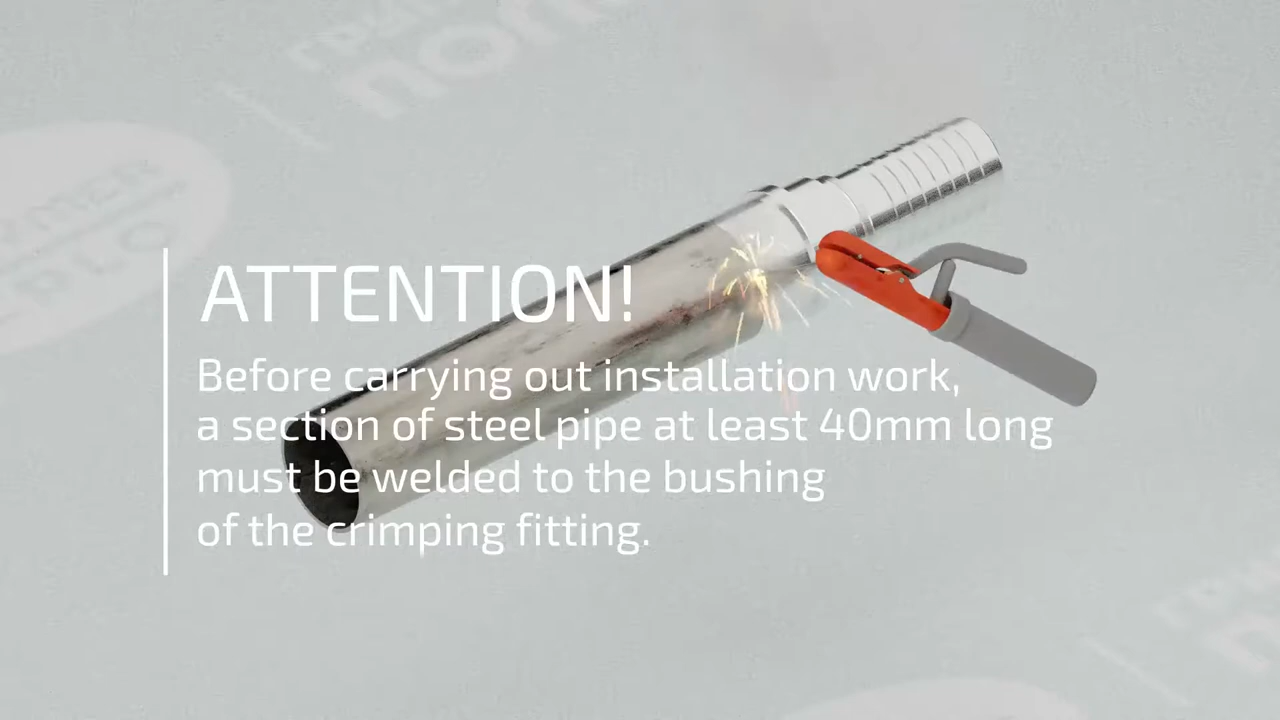 ATTENTION!
Before carrying out installation work,
a section of steel pipe at least 40mm long
must be welded to the bushing
of the crimping fitting.